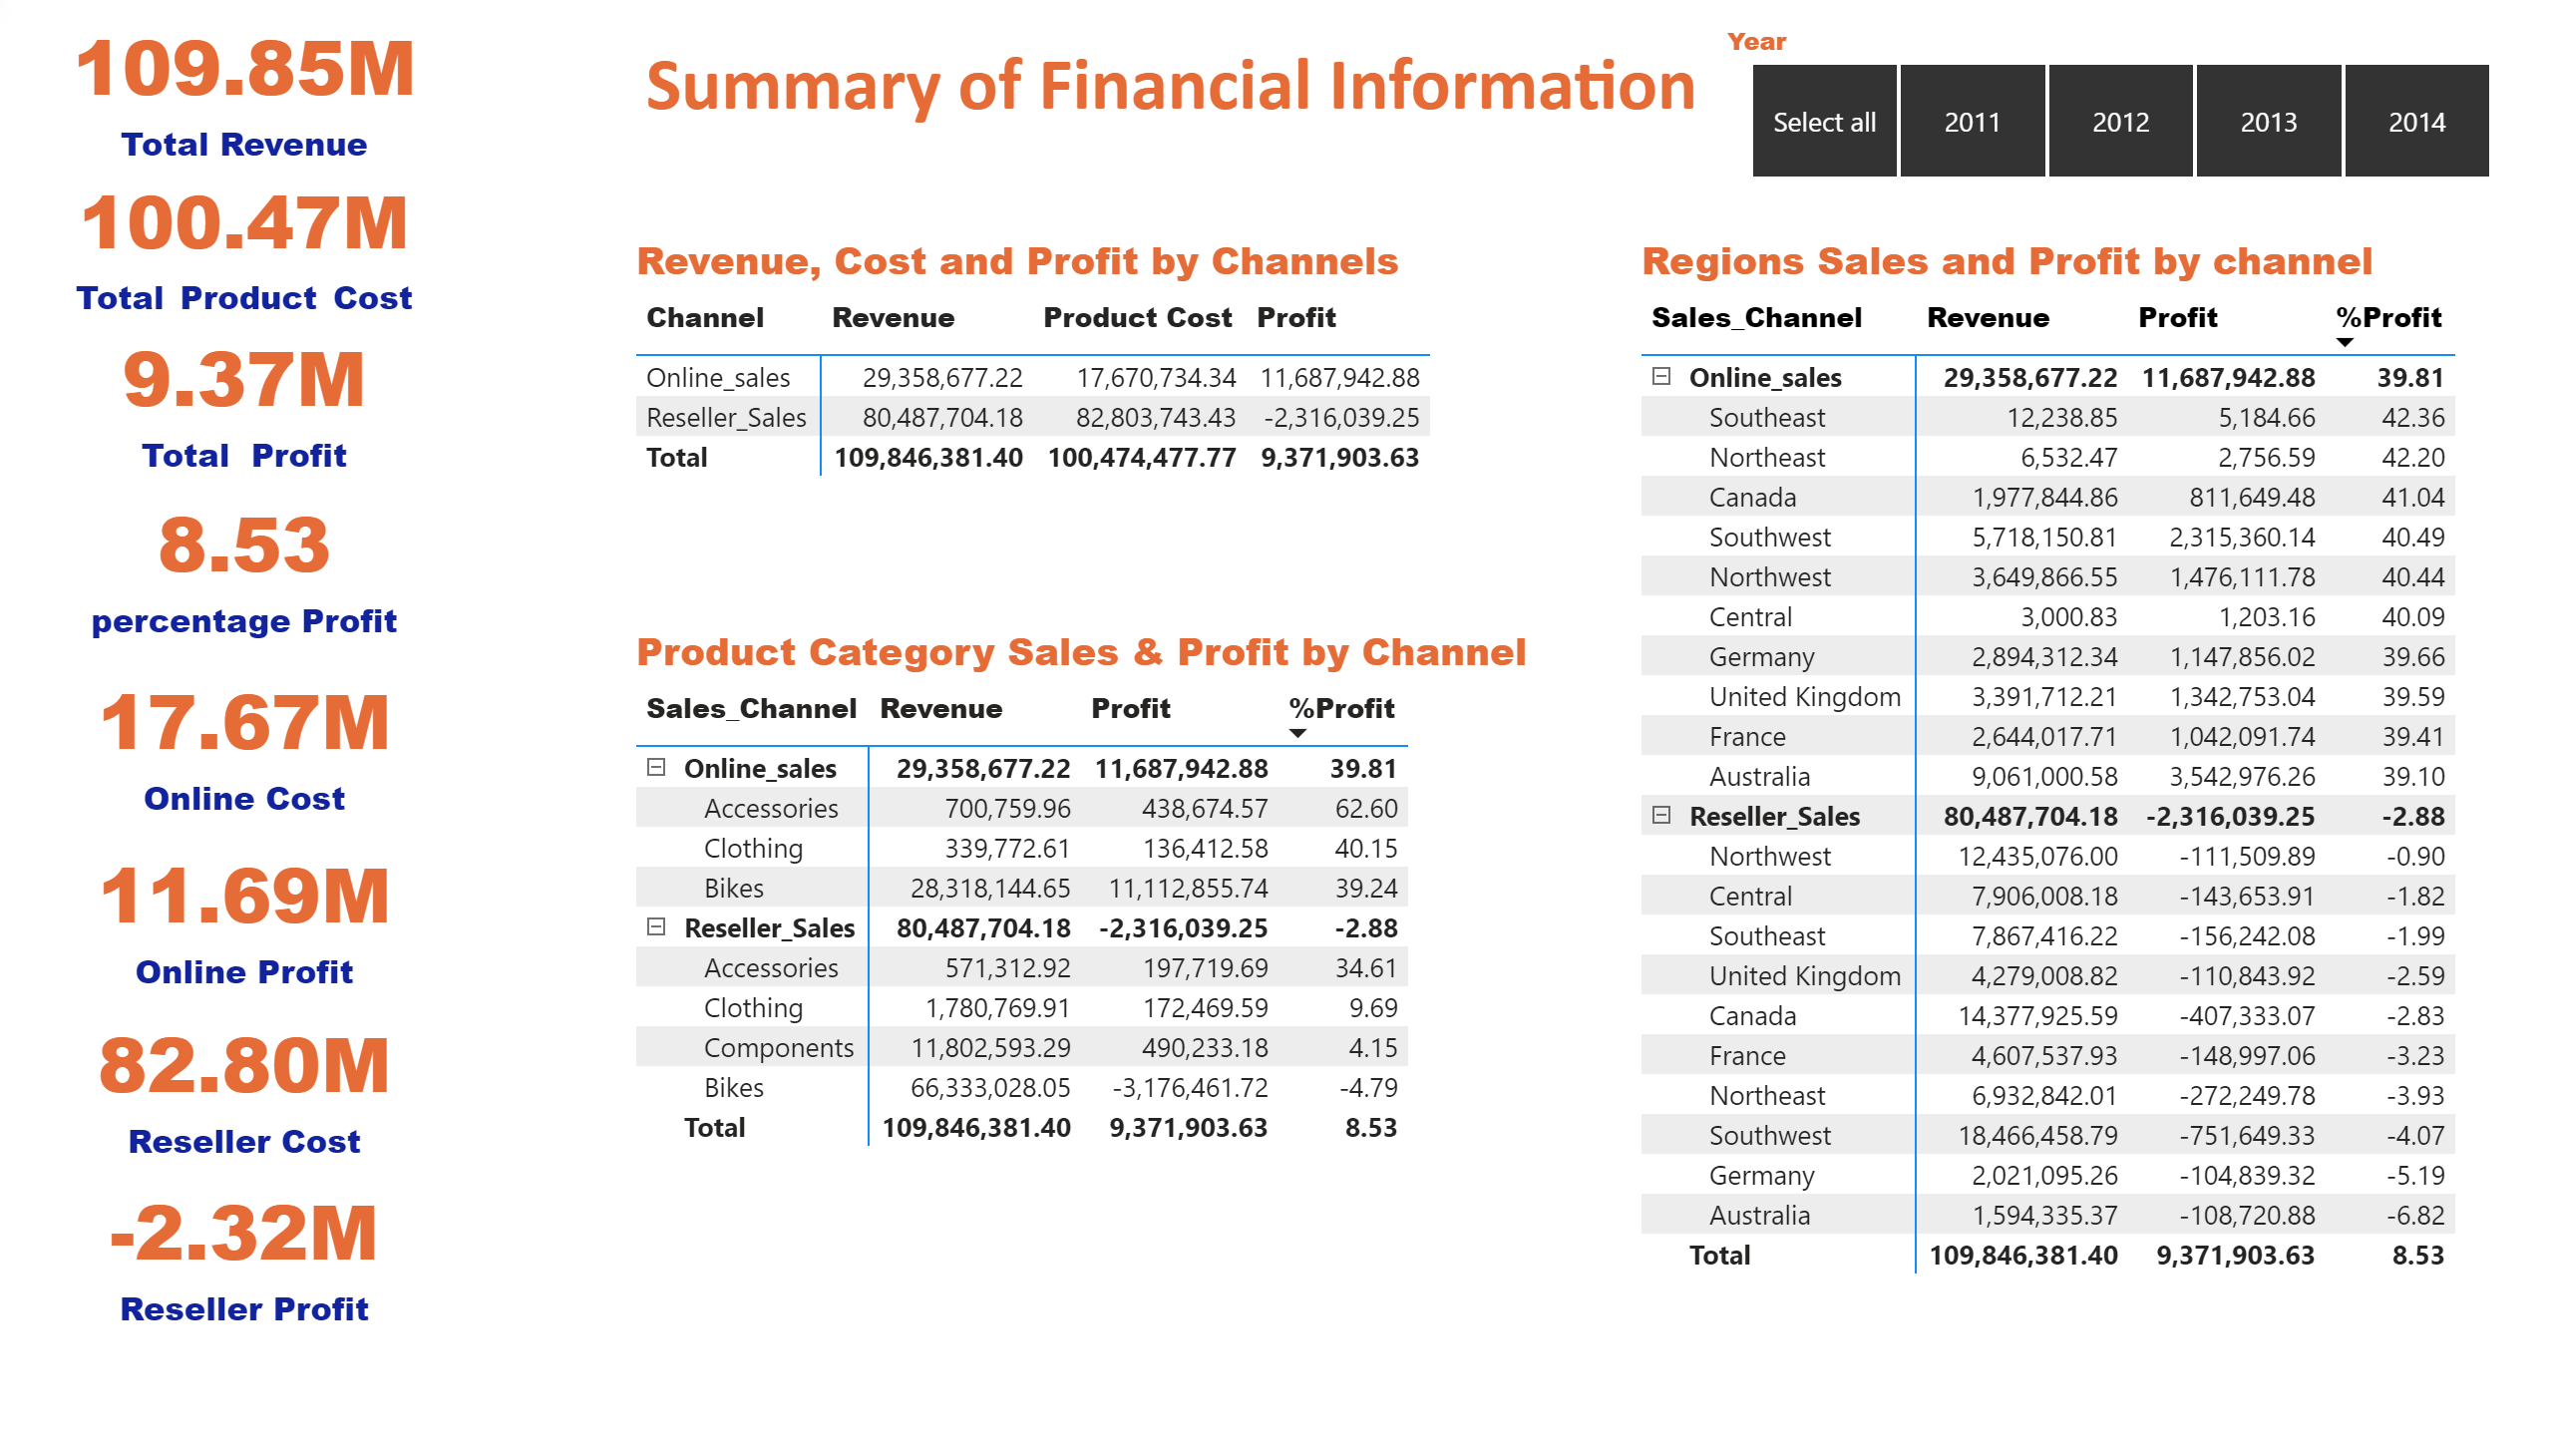 109.85M
Total Revenue
100.47M
Total Product Cost
9.37M
Total Profit
8.53
percentage Profit
17.67M
Online Cost
11.69M
Online Profit
82.80M
Reseller Cost
-2.32M
Reseller Profit
Summary of Financial Information
Year
Select all 2011 2012 2013 2014
Revenue, Cost and Profit by Channels
Channel Revenue Product Cost Profit
Online_sales 29,358,677.22 17,670,734.34 11,687,942.88
Reseller_Sales 80,487,704.18 82,803,743.43 -2,316,039.25
Total 109,846,381.40 100,474,477.77 9,371,903.63
Product Category Sales & Profit by Channel
Sales_Channel Revenue Profit %Profit
Online_sales 29,358,677.22 11,687,942.88 39.81
Accessories 700,759.96 438,674.57 62.60
Clothing 339,772.61 136,412.58 40.15
Bikes 28,318,144.65 11,112,855.74 39.24
Reseller_Sales 80,487,704.18 -2,316,039.25 -2.88
Accessories 571,312.92 197,719.69 34.61
Clothing 1,780,769.91 172,469.59 9.69
Components 11,802,593.29 490,233.18 4.15
Bikes 66,333,028.05 -3,176,461.72 -4.79
Total 109,846,381.40 9,371,903.63 8.53
Regions Sales and Profit by channel
Sales_Channel Revenue Profit %Profit
Online_sales 29,358,677.22 11,687,942.88 39.81
Southeast 12,238.85 5,184.66 42.36
Northeast 6,532.47 2,756.59 42.20
Canada 1,977,844.86 811,649.48 41.04
Southwest 5,718,150.81 2,315,360.14 40.49
Northwest 3,649,866.55 1,476,111.78 40.44
Central 3,000.83 1,203.16 40.09
Germany 2,894,312.34 1,147,856.02 39.66
United Kingdom 3,391,712.21 1,342,753.04 39.59
France 2,644,017.71 1,042,091.74 39.41
Australia 9,061,000.58 3,542,976.26 39.10
Reseller_Sales 80,487,704.18 -2,316,039.25 -2.88
Northwest 12,435,076.00 -111,509.89 -0.90
Central 7,906,008.18 -143,653.91 -1.82
Southeast 7,867,416.22 -156,242.08 -1.99
United Kingdom 4,279,008.82 -110,843.92 -2.59
Canada 14,377,925.59 -407,333.07 -2.83
France 4,607,537.93 -148,997.06 -3.23
Northeast 6,932,842.01 -272,249.78 -3.93
Southwest 18,466,458.79 -751,649.33 -4.07
Germany 2,021,095.26 -104,839.32 -5.19
Australia 1,594,335.37 -108,720.88 -6.82
Total 109,846,381.40 9,371,903.63 8.53